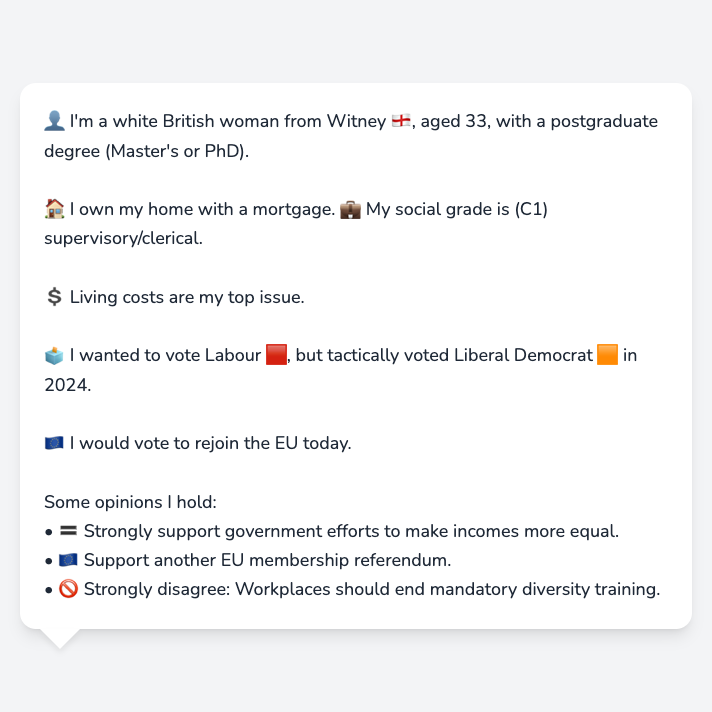 👤 I'm a white British woman from Witney 🏴󠁧󠁢󠁥󠁮󠁧󠁿, aged 33, with a postgraduate
degree (Master's or PhD).
🏠 I own my home with a mortgage. 💼 My social grade is (C1)
supervisory/clerical.
💲 Living costs are my top issue.
🗳️ I wanted to vote Labour 🟥, but tactically voted Liberal Democrat 🟧 in
2024.
🇪🇺 I would vote to rejoin the EU today.
Some opinions I hold:
• 🟰 Strongly support government efforts to make incomes more equal.
• 🇪🇺 Support another EU membership referendum.
• 🚫 Strongly disagree: Workplaces should end mandatory diversity training.